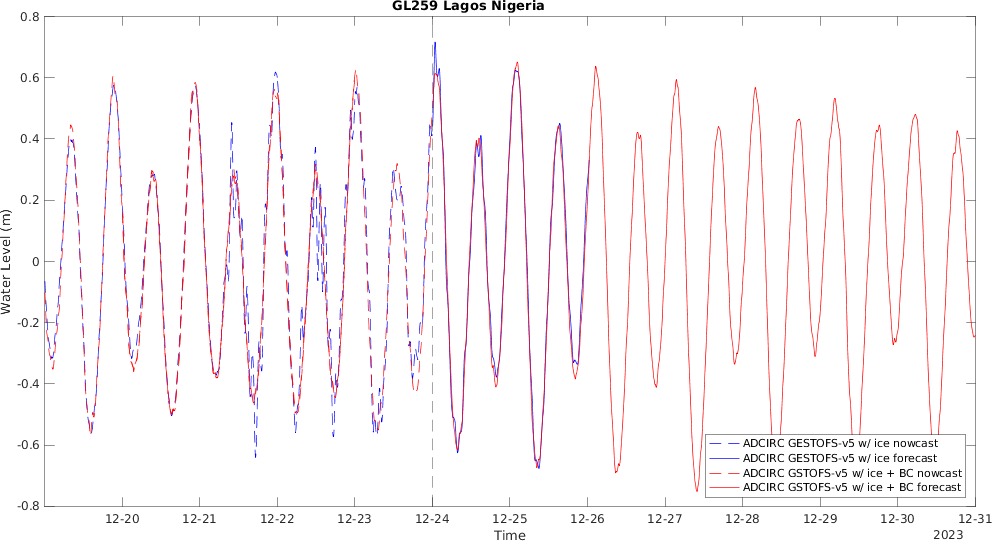 GL259 Lagos Nigeria
0.8
0.6
0.4
0.2
0
-0.2
-0.4
-0.6
-0.8
Water Level (m)
12-20 12-21 12-22 12-23 12-24 12-25 12-26 12-27 12-28 12-29 12-30 12-31
Time
2023
ADCIRC GESTOFS-v5 w/ ice nowcast
ADCIRC GESTOFS-v5 w/ ice forecast
ADCIRC GSTOFS-v5 w/ ice + BC nowcast
ADCIRC GSTOFS-v5 w/ ice + BC forecast